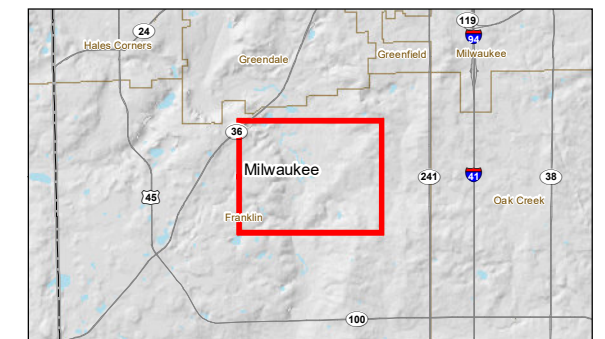 119
24
94
Hales Corners
Greenfield
Milwaukee
Greendale
36
Milwaukee
241
41
38
45
Oak Creek
Franklin
100